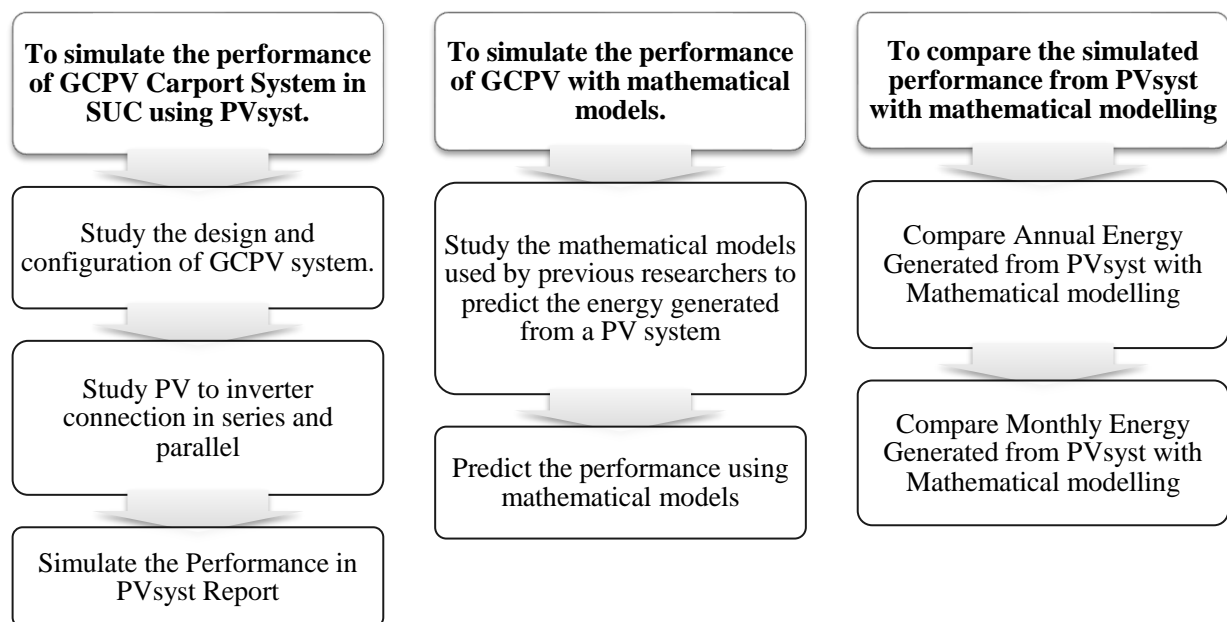 To simulate the performance
of GCPV Carport System in
SUC using PVsyst.
Study the design and
configuration of GCPV system.
Study PV to inverter
connection in series and
parallel
Simulate the Performance in
PVsyst Report
To simulate the performance
of GCPV with mathematical
models.
Study the mathematical models
used by previous researchers to
predict the energy generated
from a PV system
Predict the performance using
mathematical models
To compare the simulated
performance from PVsyst
with mathematical modelling
Compare Annual Energy
Generated from PVsyst with
Mathematical modelling
Compare Monthly Energy
Generated from PVsyst with
Mathematical modelling